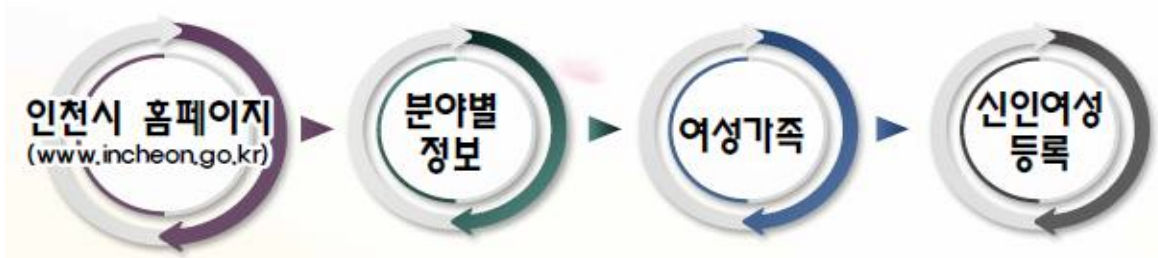 인천시 홈페이지
(www.incheon.go.kr)
분야별
정보
여성가족
신인여성
등록